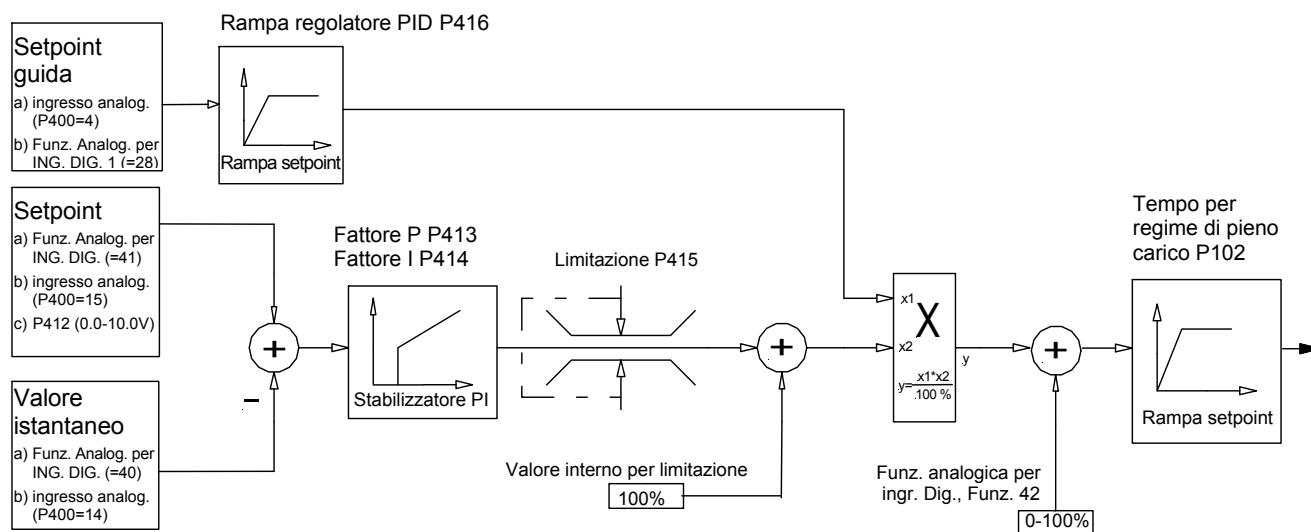 Rampa regolatore PID P416
Setpoint
guida
a) ingresso analog.
(P400=4)
b) Funz. Analog. per
ING. DIG. 1 (=28)
Rampa setpoint
Setpoint
a) Funz. Analog. per
ING. DIG. (=41)
b) ingresso analog.
(P400=15)
c) P412 (0.0-10.0V)
Fattore P P413
Fattore I P414
Stabilizzatore PI
Limitazione P415
+
+
x1
X
x2
y=x1*x2
100 %
y
+
Tempo per
regime di pieno
carico P102
Rampa setpoint
–
Valore
istantaneo
a) Funz. Analog. per
ING. DIG. (=40)
b) ingresso analog.
(P400=14)
Valore interno per limitazione
100%
Funz. analogica per
ingr. Dig., Funz. 42
0-100%